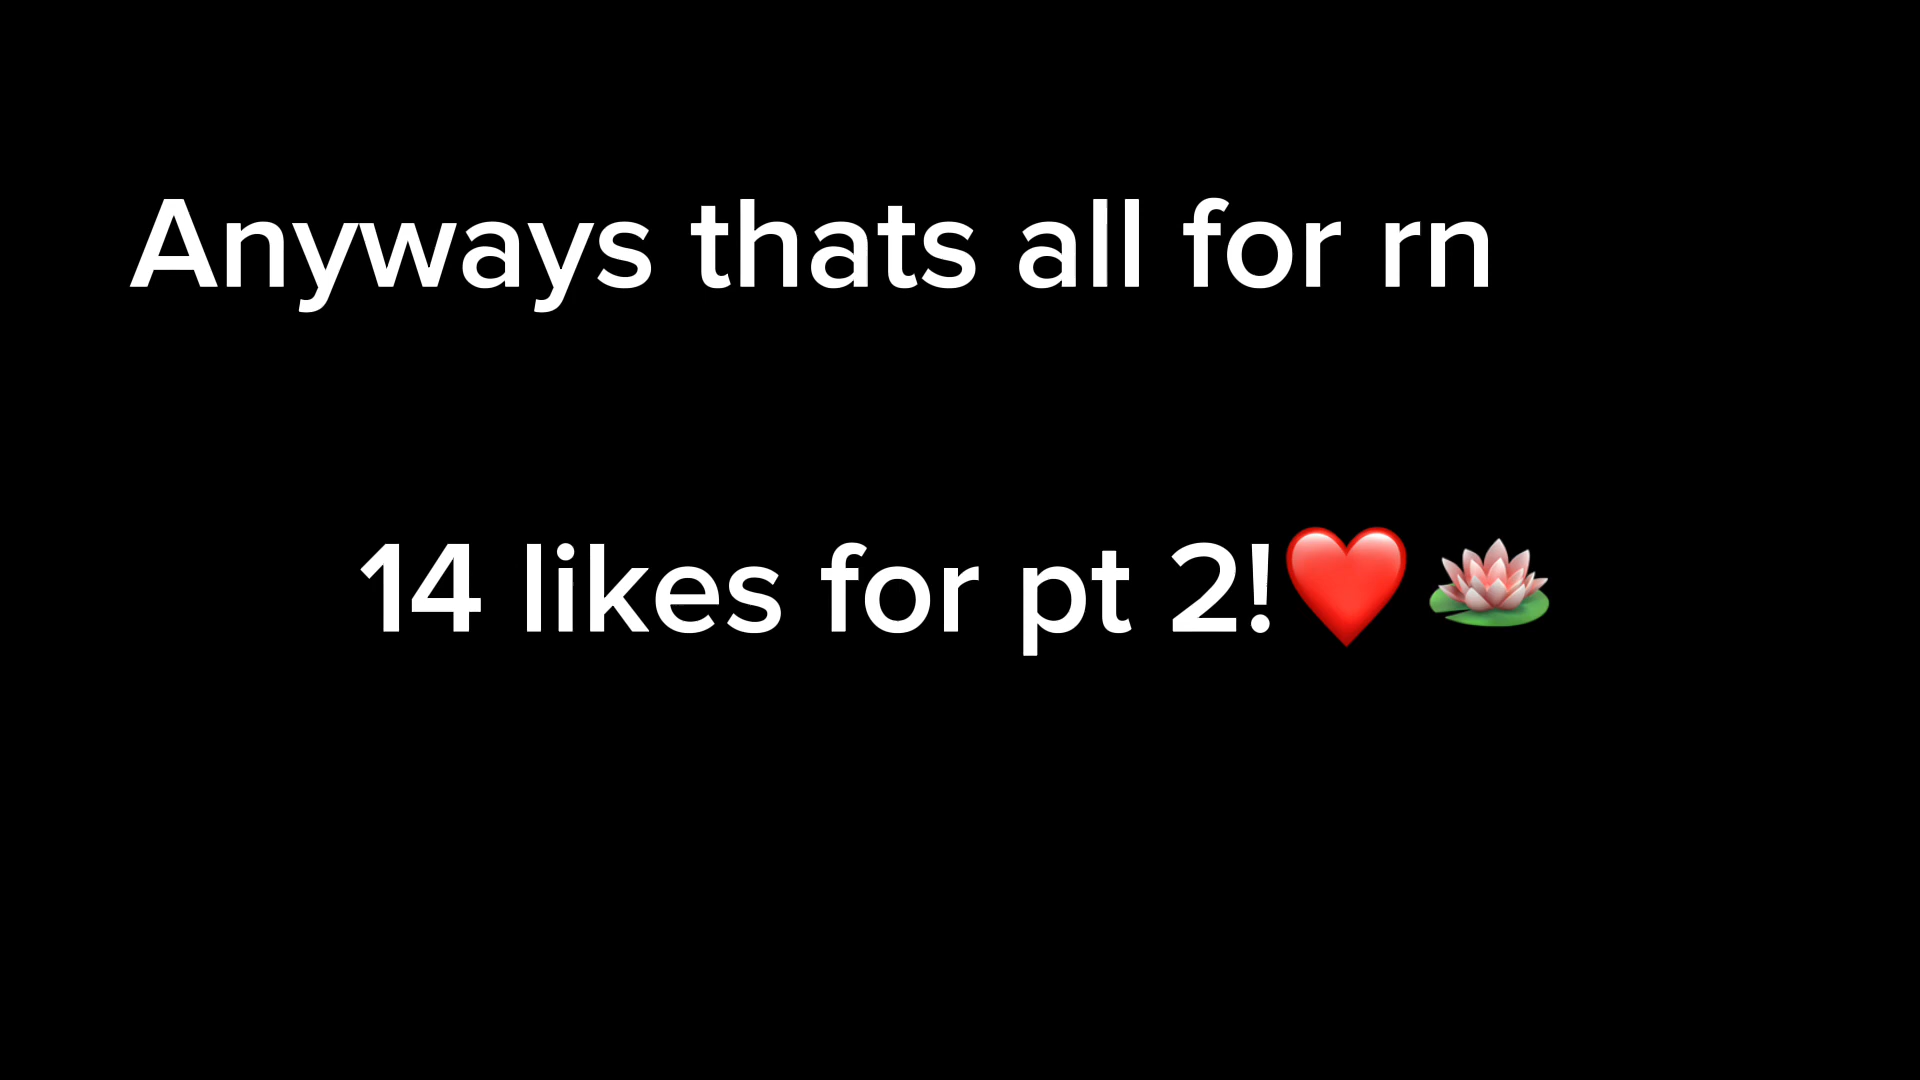 Anyways thats all for rn
14 likes for pt 2!❤️🪷